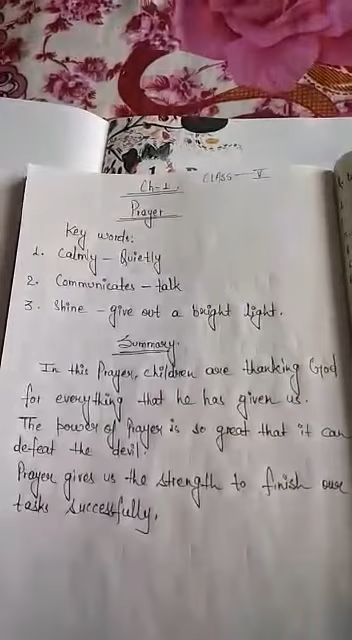 CLASS — V
Ch-1.
Prayer
Key words:
1. Calmly – Quietly
2. Communicates – talk
3. Shine – give out a bright light.
Summary.
In this Prayer, children are thanking God
for everything that he has given us.
The power of Prayer is so great that it can
defeat the devil.
Prayer gives us the strength to finish our
tasks successfully.